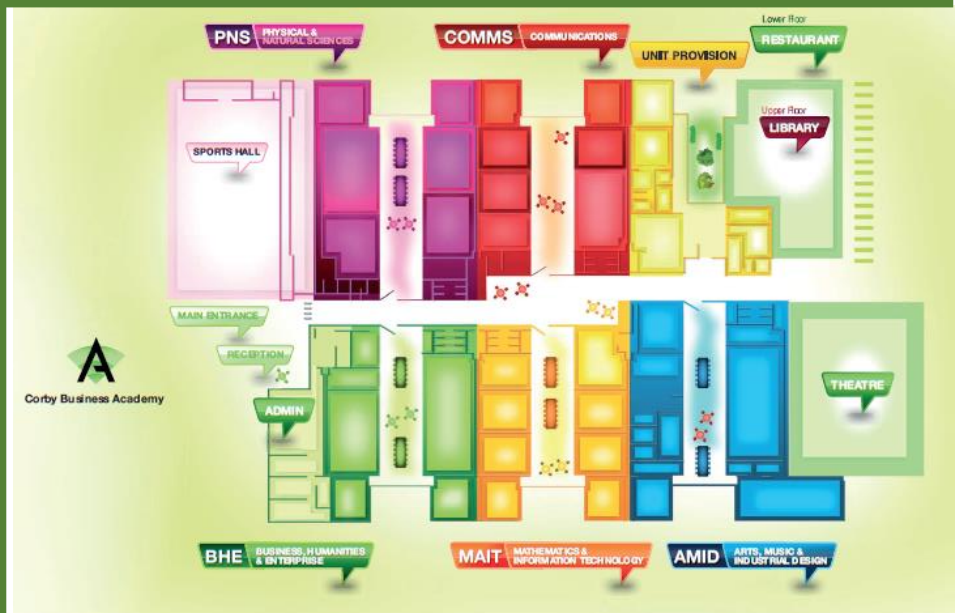 PNS PHYSICAL &
NATURAL SCIENCES
COMMS COMMUNICATIONS
UNIT PROVISION
Lower Floor
RESTAURANT
Upper Floor
LIBRARY
SPORTS HALL
MAIN ENTRANCE
RECEPTION
Corby Business Academy
ADMIN
THEATRE
BHE BUSINESS, HUMANITIES
& ENTERPRISE
MAIT MATHEMATICS &
INFORMATION TECHNOLOGY
AMID ARTS, MUSIC &
INDUSTRIAL DESIGN